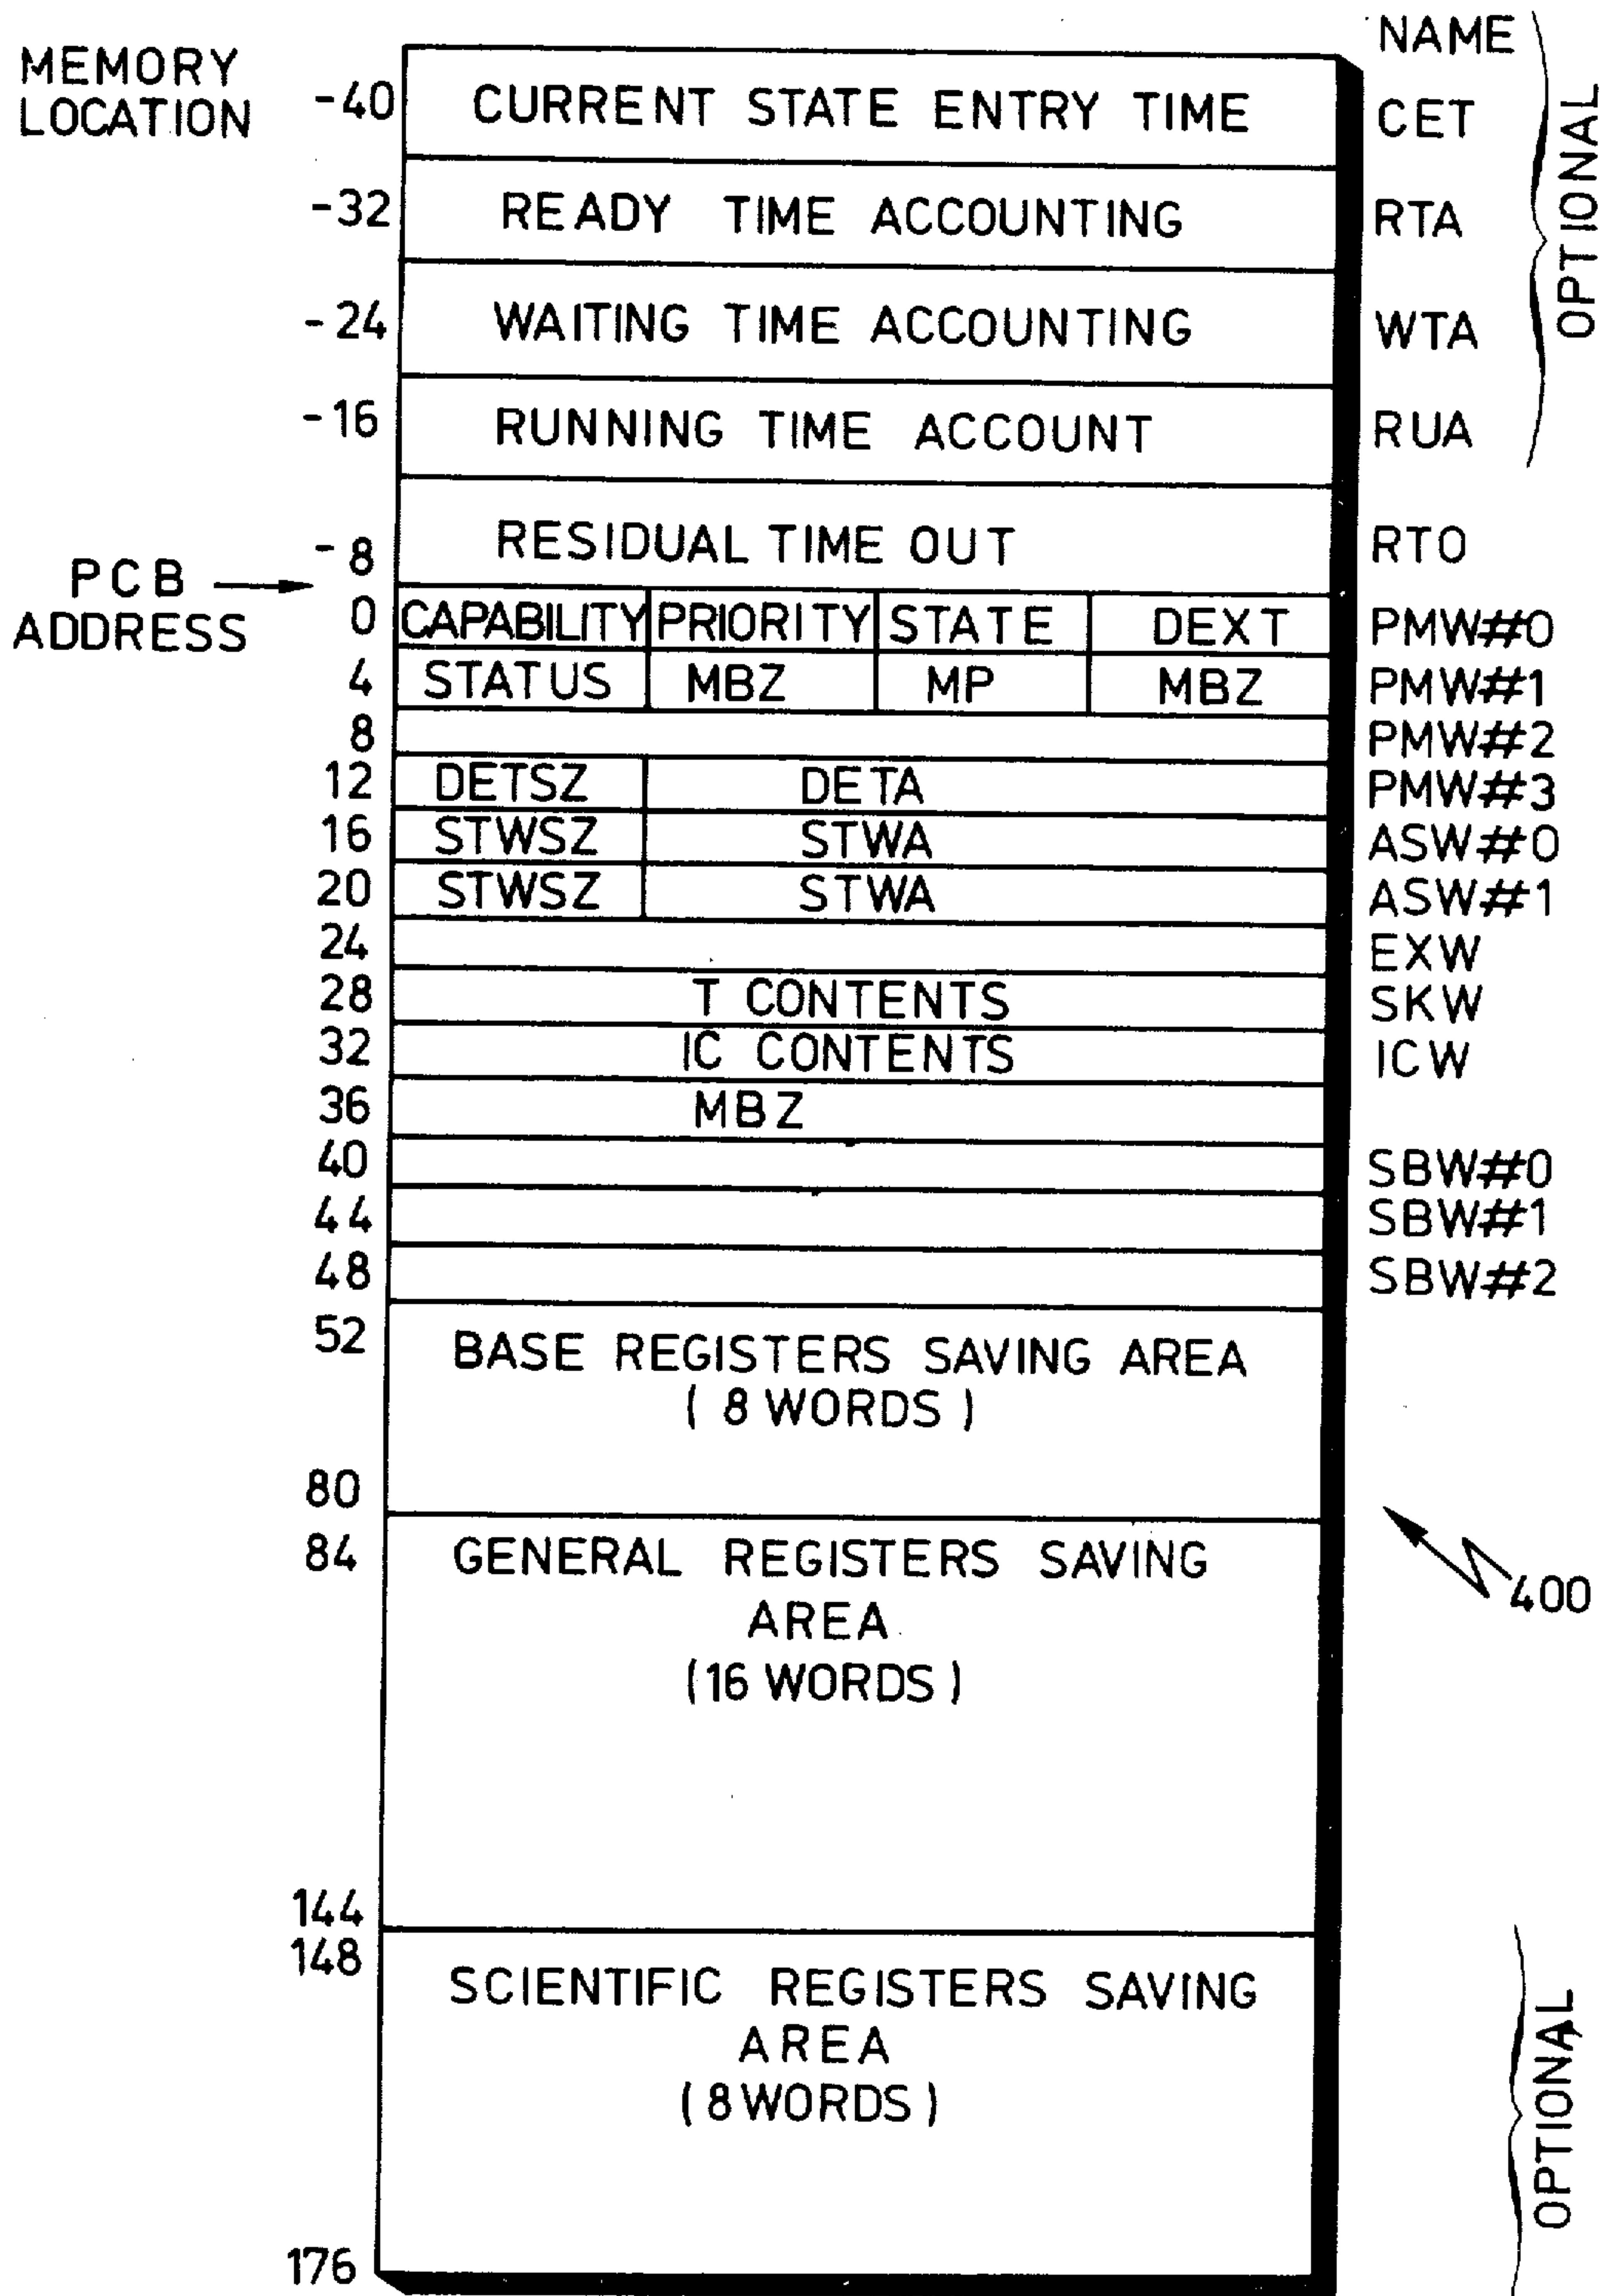 NAME
MEMORY LOCATION
-40 CURRENT STATE ENTRY TIME CET
-32 READY TIME ACCOUNTING RTA
-24 WAITING TIME ACCOUNTING WTA
-16 RUNNING TIME ACCOUNT RUA
OPTIONAL
-8 RESIDUAL TIME OUT RTO
PCB ADDRESS
0 CAPABILITY PRIORITY STATE DEXT PMW#0
4 STATUS MBZ MP MBZ PMW#1
8 PMW#2
12 DETSZ DETA PMW#3
16 STWSZ STWA ASW#0
20 STWSZ STWA ASW#1
24 EXW
28 T CONTENTS SKW
32 IC CONTENTS ICW
36 MBZ
40 SBW#0
44 SBW#1
48 SBW#2
52 BASE REGISTERS SAVING AREA
(8 WORDS)
80
84 GENERAL REGISTERS SAVING
AREA
(16 WORDS)
400
144
148 SCIENTIFIC REGISTERS SAVING
AREA
(8 WORDS)
OPTIONAL
176